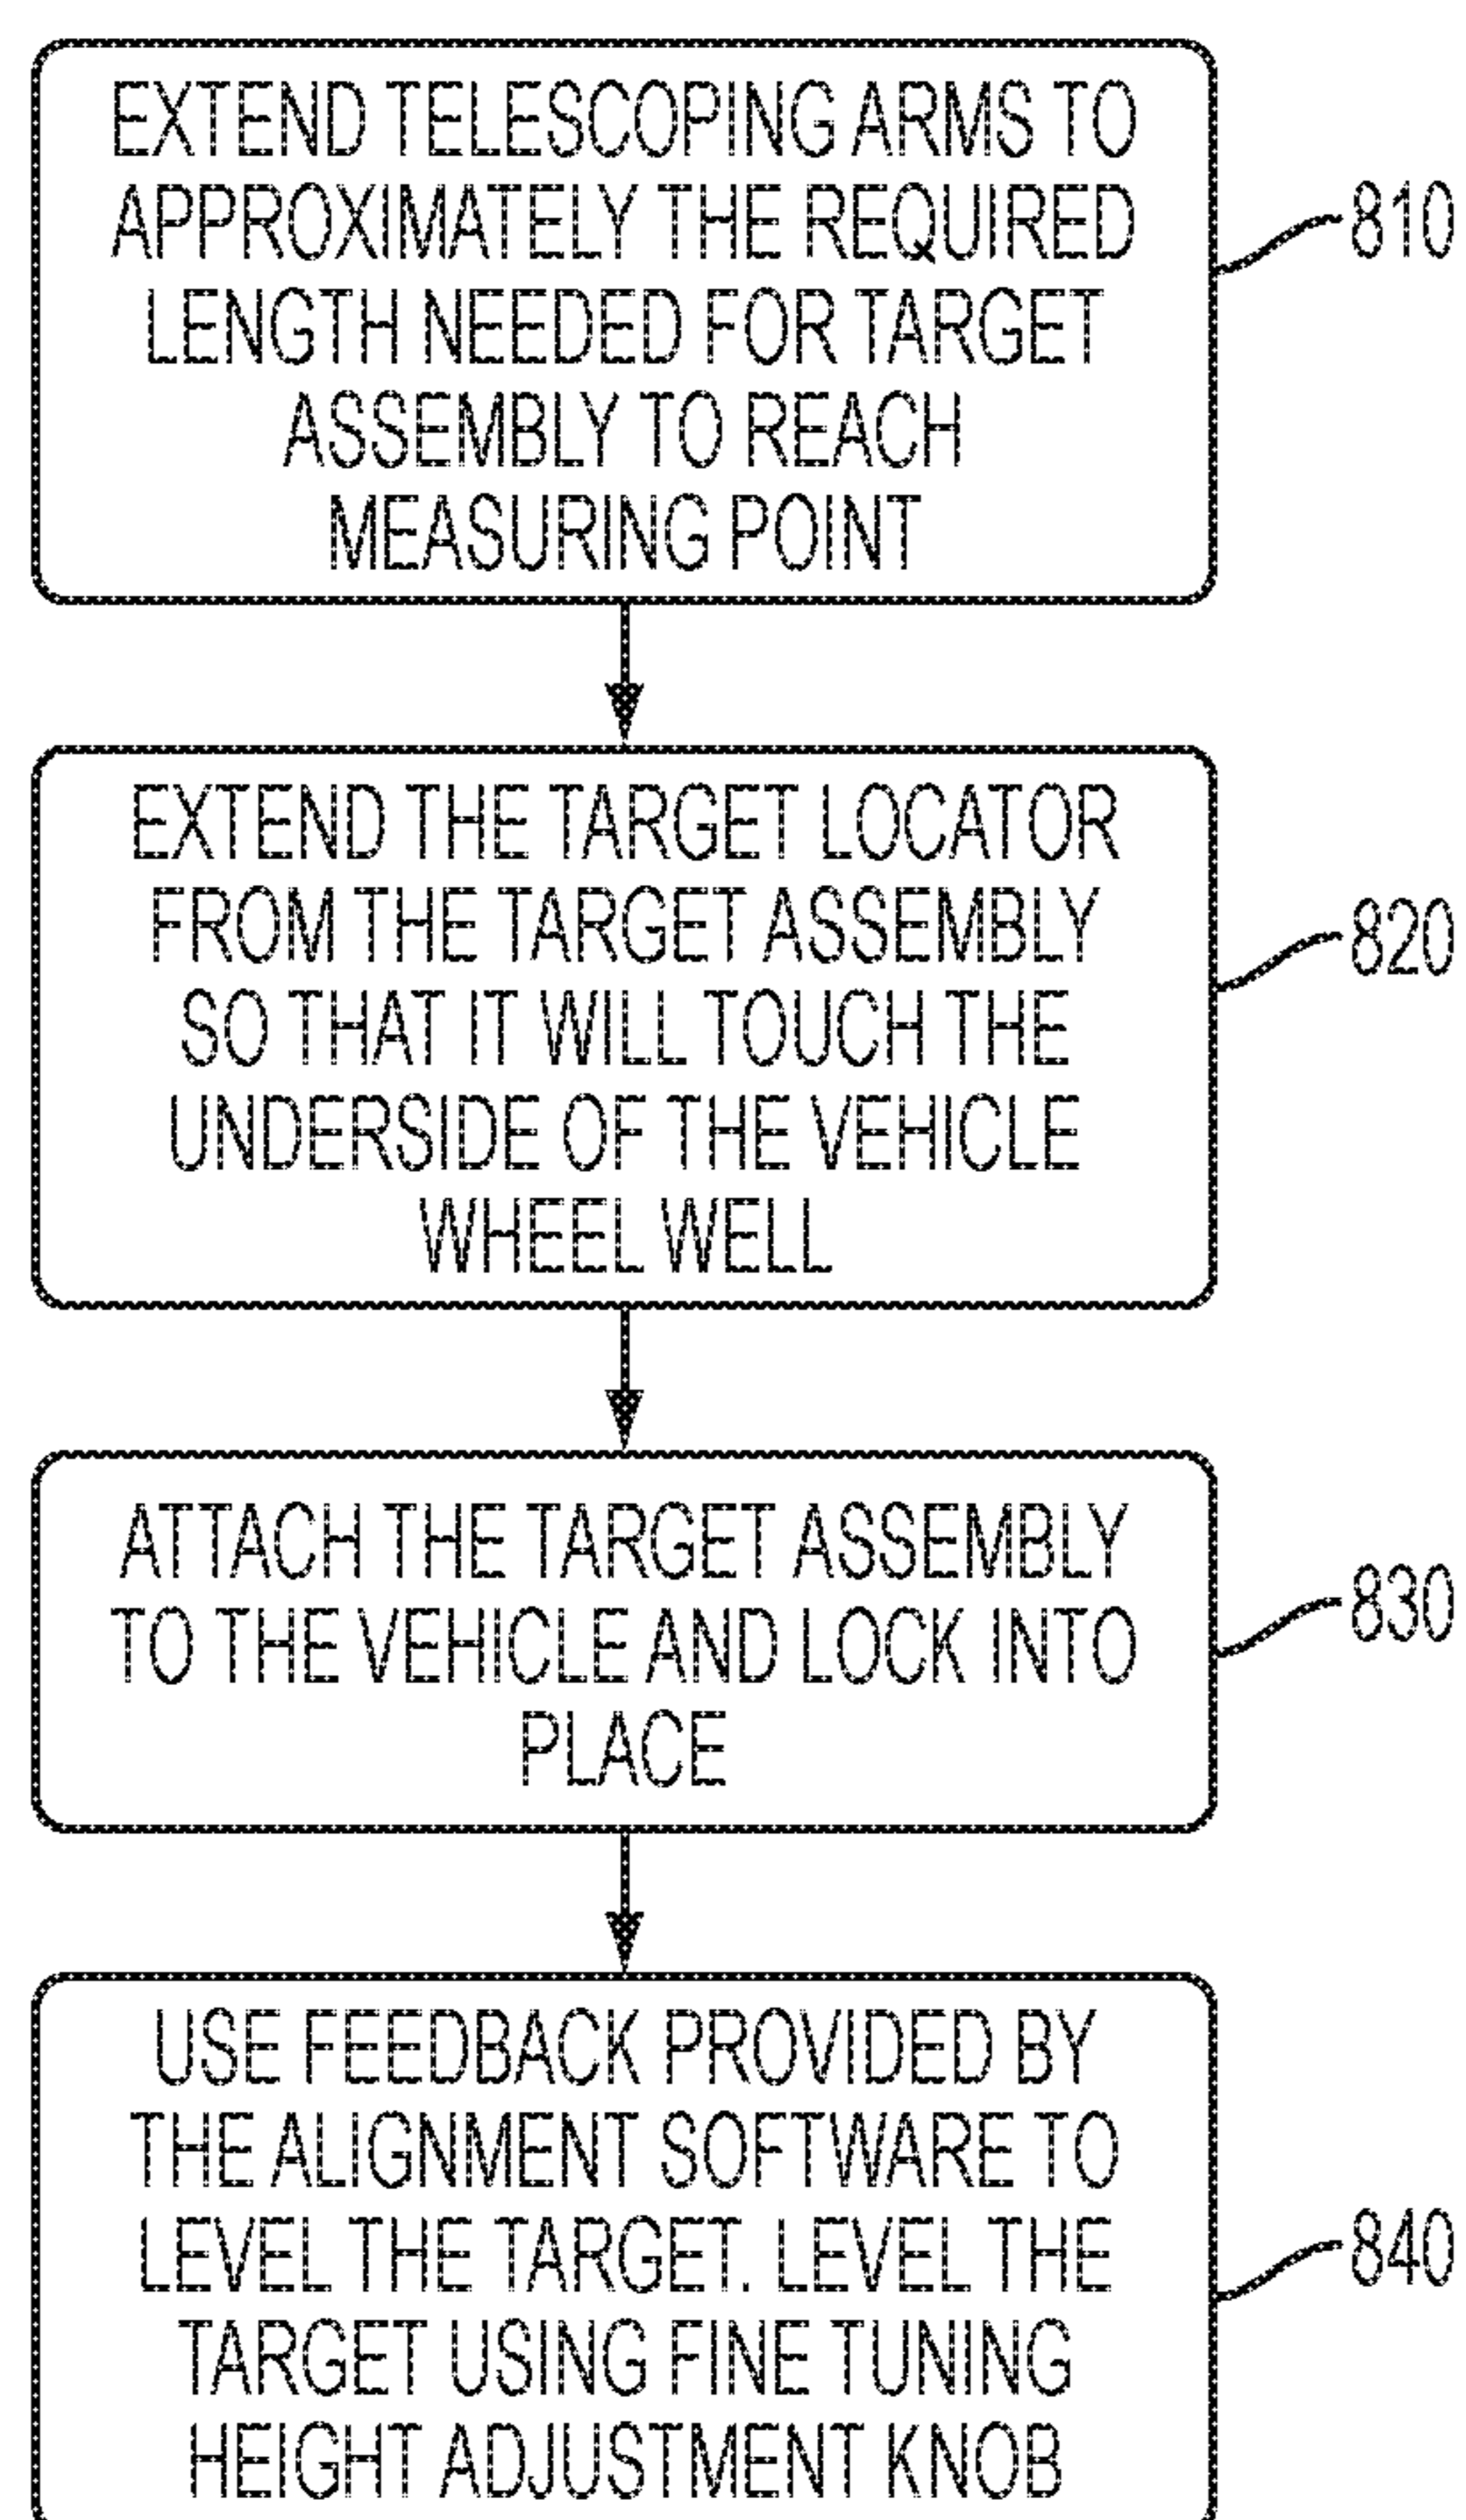 EXTEND TELESCOPING ARMS TO
APPROXIMATELY THE REQUIRED
LENGTH NEEDED FOR TARGET
ASSEMBLY TO REACH
MEASURING POINT
810
EXTEND THE TARGET LOCATOR
FROM THE TARGET ASSEMBLY
SO THAT IT WILL TOUCH THE
UNDERSIDE OF THE VEHICLE
WHEEL WELL
820
ATTACH THE TARGET ASSEMBLY
TO THE VEHICLE AND LOCK INTO
PLACE
830
USE FEEDBACK PROVIDED BY
THE ALIGNMENT SOFTWARE TO
LEVEL THE TARGET. LEVEL THE
TARGET USING FINE TUNING
HEIGHT ADJUSTMENT KNOB
840